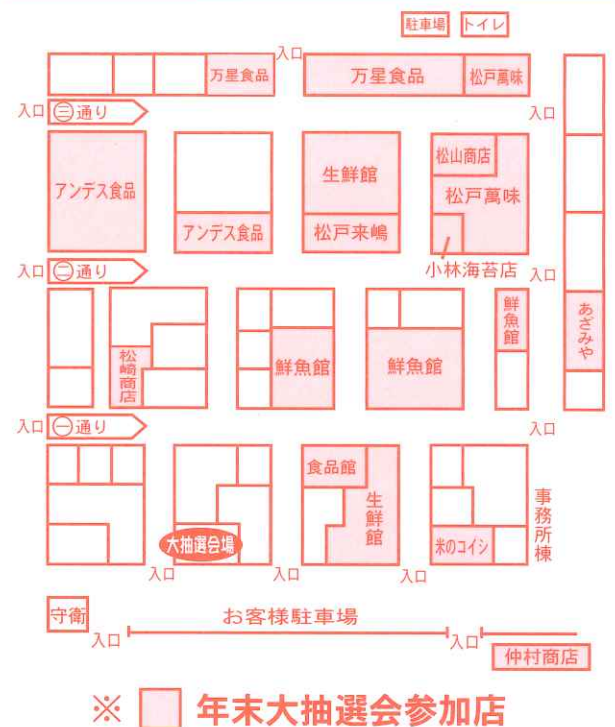 駐車場 トイレ
入口
万星食品 万星食品 松戸萬味
入口 ㊂通り 入口
アンデス食品 生鮮館 松山商店
松戸萬味
アンデス食品 松戸来嶋
小林海苔店
入口 ㊁通り 入口
松崎商店 鮮魚館 鮮魚館 鮮魚館 あざみや
入口 ㊀通り 入口
食品館
生鮮館
大抽選会場 米のコイシ 事務所棟
入口 入口 入口
守衛 お客様駐車場
入口 入口
仲村商店
※ 年末大抽選会参加店